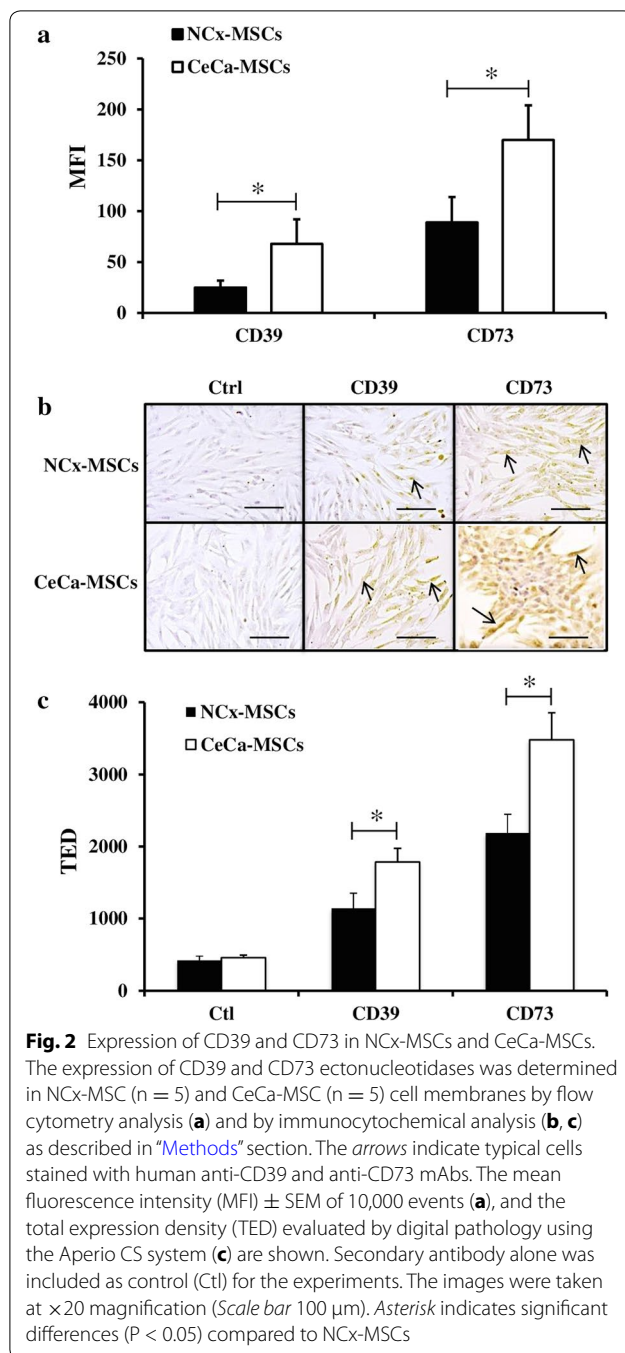 a
NCx-MSCs
CeCa-MSCs
250
200
150
100
50
0
MFI
*
*
CD39
CD73
Ctrl
CD39
CD73
b
NCx-MSCs
CeCa-MSCs
c
4000
3000
2000
1000
0
TED
NCx-MSCs
CeCa-MSCs
*
*
Ctl
CD39
CD73
Fig. 2 Expression of CD39 and CD73 in NCx-MSCs and CeCa-MSCs.
The expression of CD39 and CD73 ectonucleotidases was determined
in NCx-MSC (n = 5) and CeCa-MSC (n = 5) cell membranes by flow
cytometry analysis (a) and by immunocytochemical analysis (b, c)
as described in “Methods” section. The arrows indicate typical cells
stained with human anti-CD39 and anti-CD73 mAbs. The mean
fluorescence intensity (MFI) ± SEM of 10,000 events (a), and the
total expression density (TED) evaluated by digital pathology using
the Aperio CS system (c) are shown. Secondary antibody alone was
included as control (Ctl) for the experiments. The images were taken
at ×20 magnification (Scale bar 100 μm). Asterisk indicates significant
differences (P < 0.05) compared to NCx-MSCs